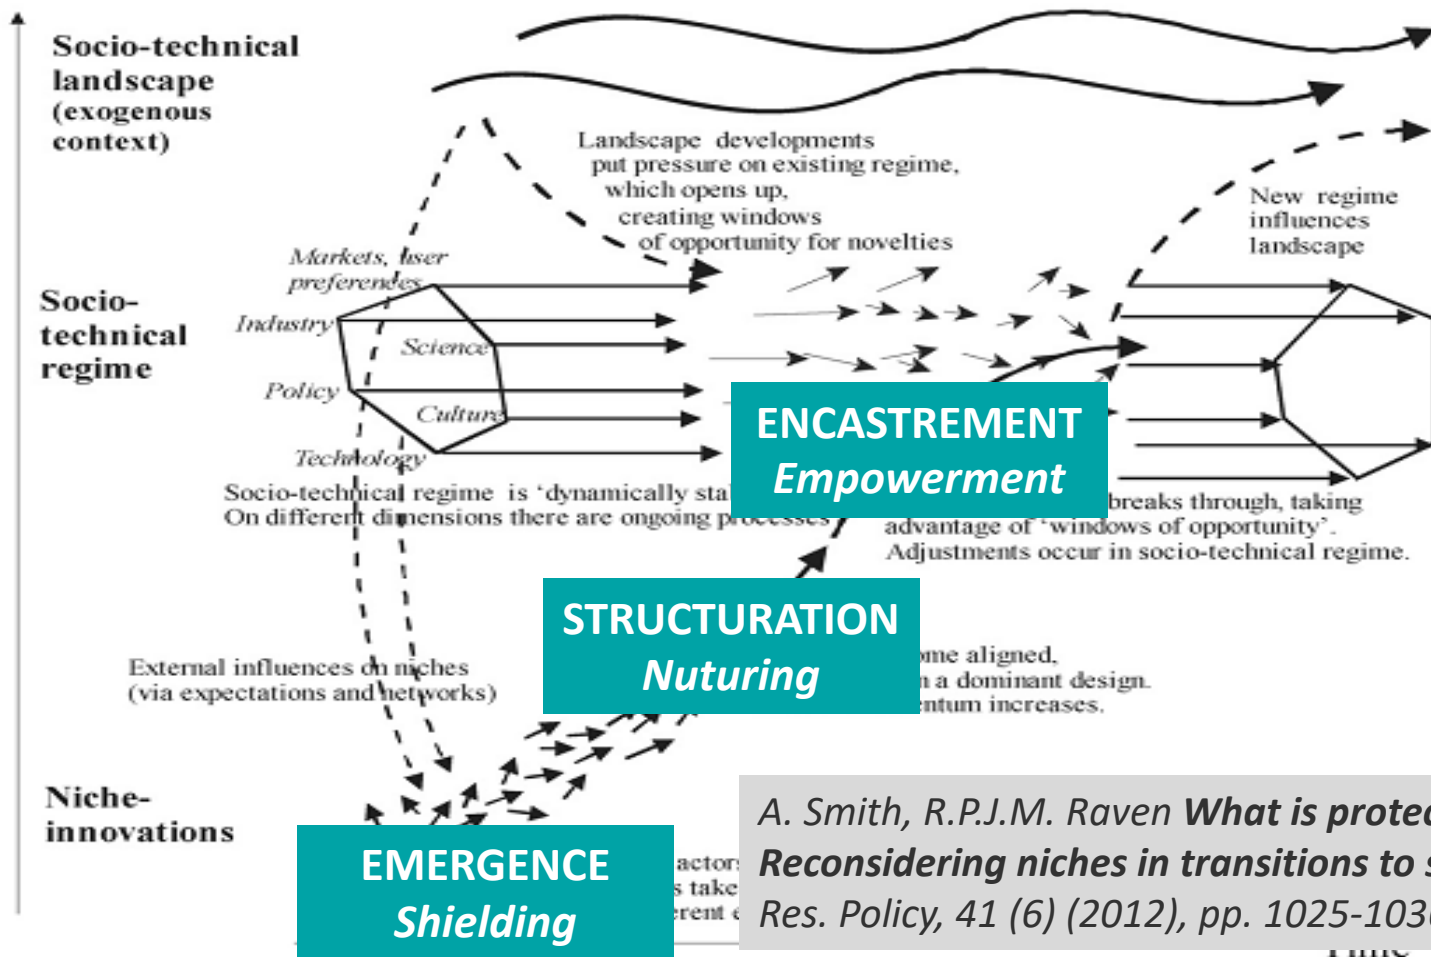 Socio-technical
landscape
(exogenous
context)
Landscape developments
put pressure on existing regime,
which opens up,
creating windows
of opportunity for novelties
New regime
influences
landscape
Markets, user
preferences
Industry
Science
Policy
Culture
Technology
Socio-
technical
regime
ENCASTREMENT
Empowerment
Socio-technical regime is ‘dynamically
On different dimensions there are ongoing processes
breaks through, taking
advantage of ‘windows of opportunity’.
Adjustments occur in socio-technical regime.
STRUCTURATION
Nuturing
External influences on niches
(via expectations and networks)
aligned,
a dominant design.
increases.
Niche-
innovations
EMERGENCE
Shielding
actors
take
A. Smith, R.P.J.M. Raven What is
Reconsidering niches in transitions to
Res. Policy, 41 (6) (2012), pp. 1025-103